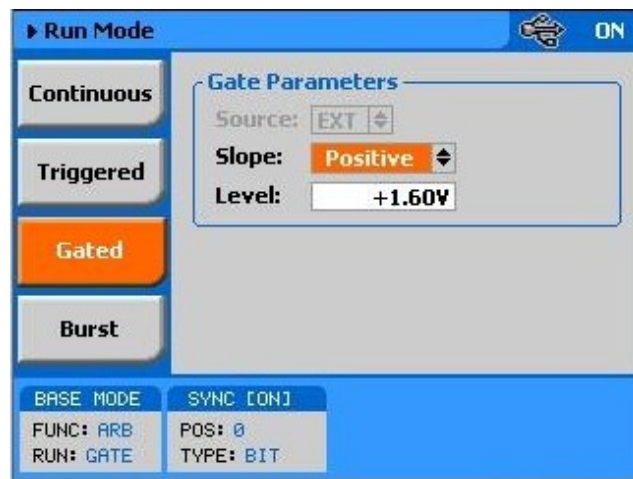 Run Mode
ON
Continuous
Triggered
Gated
Burst
Gate Parameters
Source: EXT
Slope: Positive
Level: +1.60V
BASE MODE
FUNC: ARB
RUN: GATE
SYNC [ON]
POS: 0
TYPE: BIT